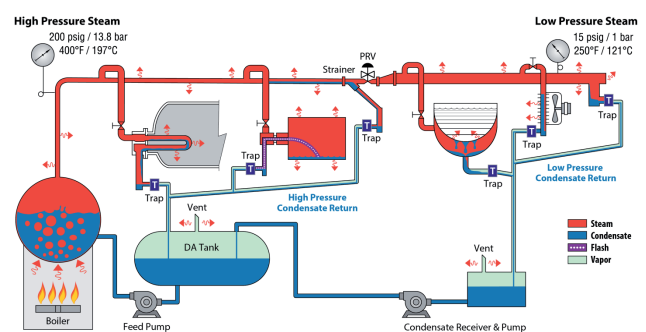 High Pressure Steam
200 psig / 13.8 bar
400°F / 197°C
Low Pressure Steam
15 psig / 1 bar
250°F / 121°C
PRV
Strainer
T
Trap
T
Trap
T
Trap
T
Trap
T
Trap
T
Trap
High Pressure
Condensate Return
Low Pressure
Condensate Return
Vent
DA Tank
Vent
Steam
Condensate
Flash
Vapor
Boiler
Feed Pump
Condensate Receiver & Pump